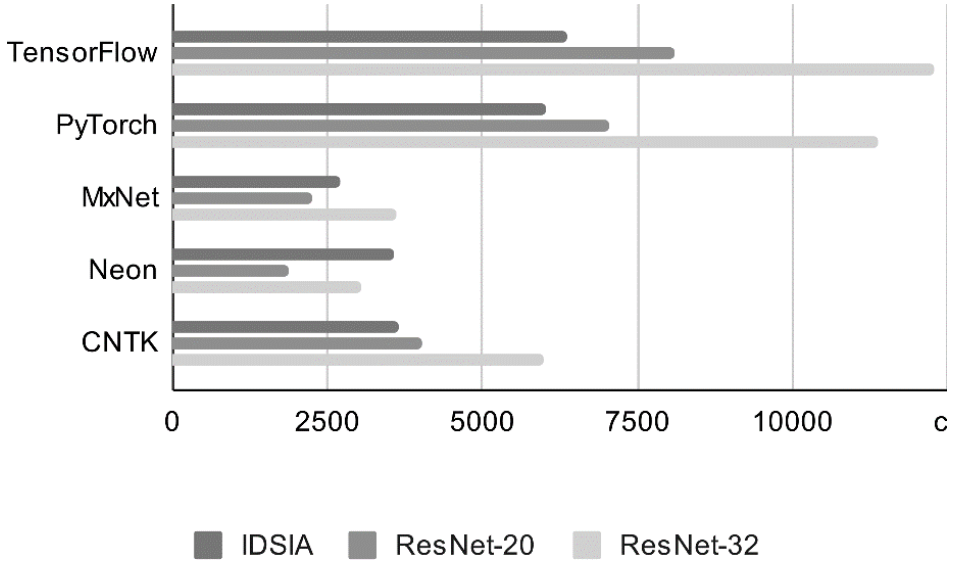 TensorFlow
PyTorch
MxNet
Neon
CNTK
0 2500 5000 7500 10000 c
IDSIA ResNet-20 ResNet-32